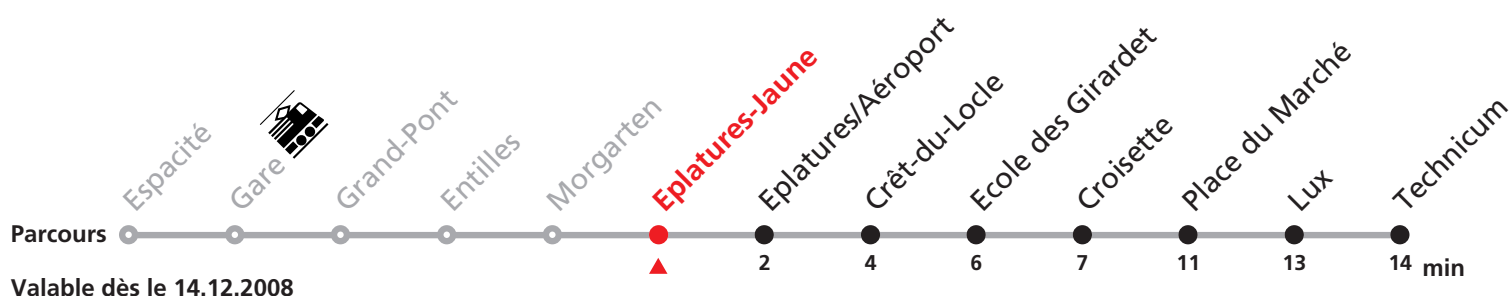 Espacité
Gare
Grand-Pont
Entilles
Morgarten
Eplatures-Jaune
Eplatures/Aéroport
Crêt-du-Locle
Ecole des Girardet
Croisette
Place du Marché
Lux
Technicum
Parcours
2 4 6 7 11 13 14 min
Valable dès le 14.12.2008